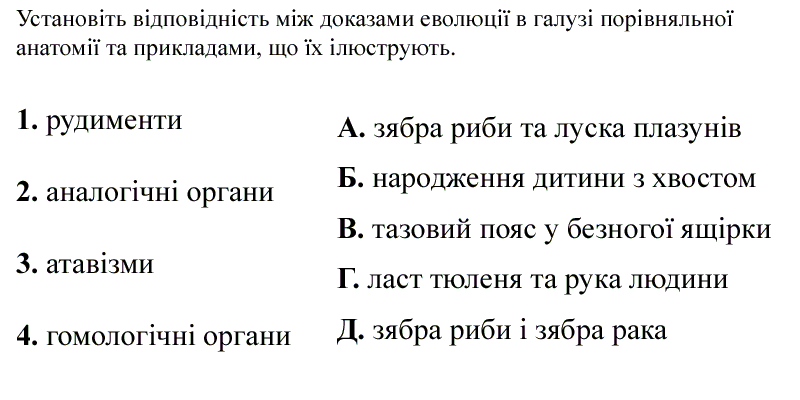 Установіть відповідність між доказами еволюції в галузі порівняльної
анатомії та прикладами, що їх ілюструють.
1. рудименти
2. аналогічні органи
3. атавізми
4. гомологічні органи
А. зябра риби та луска плазунів
Б. народження дитини з хвостом
В. тазовий пояс у безногої ящірки
Г. ласт тюленя та рука людини
Д. зябра риби і зябра рака